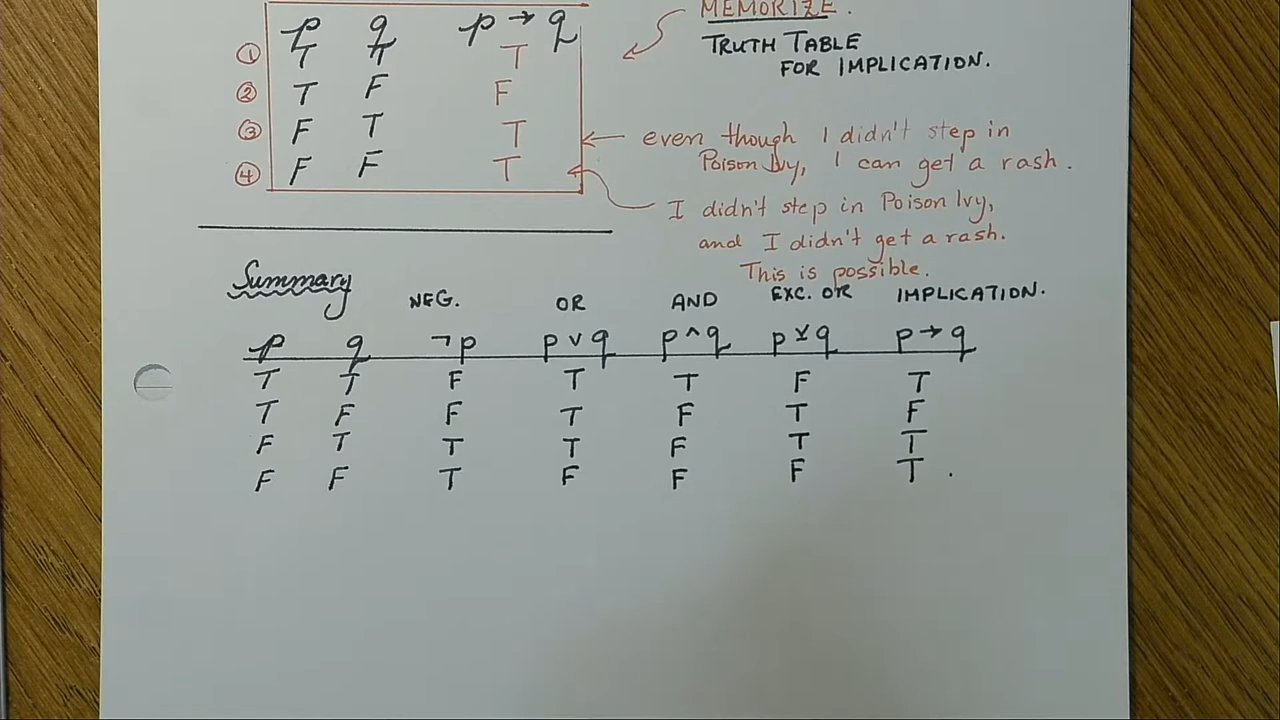 MEMORIZE.
p q p → q
TRUTH TABLE
FOR IMPLICATION.
① T T T
② T F F
③ F T T
even though I didn't step in
Poison Ivy, I can get a rash.
④ F F T
I didn't step in Poison Ivy,
and I didn't get a rash.
This is possible.
Summary
NEG. OR AND EXC. OR IMPLICATION.
p q ¬p p ∨ q p ^ q p ⊻ q p → q
T T F T T F T
T F F T F T F
F T T T F T T
F F T F F F T.